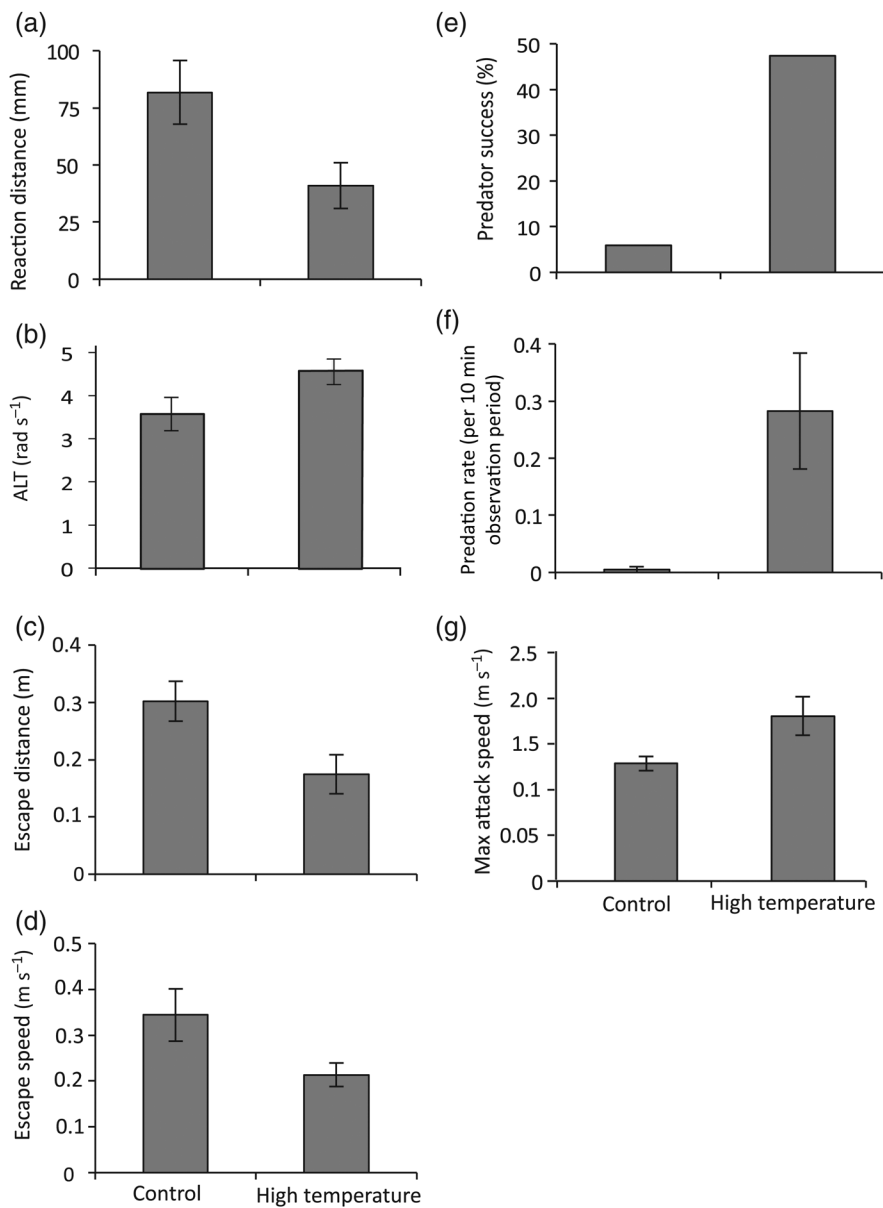 (a)
100
75
50
25
0
Reaction distance (mm)
(b)
5
4
3
2
1
0
ALT (rad s⁻¹)
(c)
0.4
0.3
0.2
0.1
0
Escape distance (m)
(d)
0.5
0.4
0.3
0.2
0.1
0
Escape speed (m s⁻¹)
Control
High temperature
(e)
50
40
30
20
10
0
Predator success (%)
(f)
0.4
0.3
0.2
0.1
0
Predation rate (per 10 min
observation period)
(g)
2.5
2.0
1.5
0.1
0.05
0
Max attack speed (m s⁻¹)
Control
High temperature